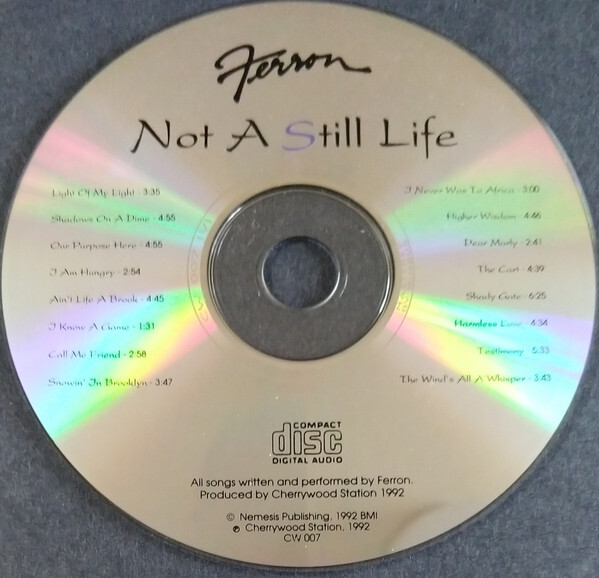 Ferron
Not A Still Life
Light Of My Light - 3:35
Shadows On A Dime - 4:55
Our Purpose Here - 4:55
I Am Hungry - 2:54
Ain't Life A Brook - 4:45
I Know A Game - 1:31
Call Me Friend - 2:58
Snowin' In Brooklyn - 3:47
I Never Was To Africa - 3:00
Higher Wisdom - 4:46
Dear Marly - 2:41
The Cart - 4:39
Shady Gate - 6:25
Harmless Love - 4:34
Testimony - 5:33
The Wind's All A Whisper - 3:43
COMPACT
disc
DIGITAL AUDIO
All songs written and performed by Ferron.
Produced by Cherrywood Station 1992
© Nemesis Publishing, 1992 BMI
℗ Cherrywood Station, 1992
CW 007